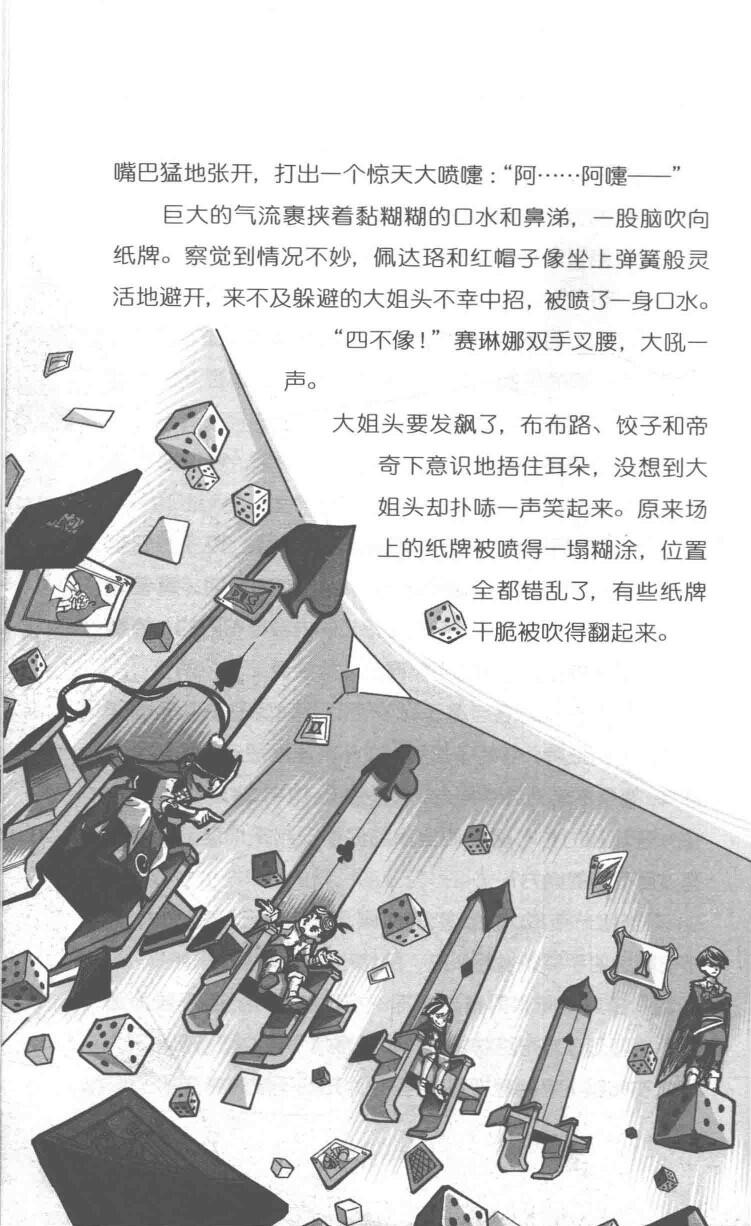 嘴巴猛地张开，打出一个惊天大喷嚏：“阿……阿嚏——”
巨大的气流裹挟着黏糊糊的口水和鼻涕，一股脑吹向
纸牌。察觉到情况不妙，佩达珞和红帽子像坐上弹簧般灵
活地避开，来不及躲避的大姐头不幸中招，被喷了一身口水。
“四不像！”赛琳娜双手叉腰，大吼一
声。
大姐头要发飙了，布布路、饺子和帝
奇下意识地捂住耳朵，没想到大
姐头却扑哧一声笑起来。原来场
上的纸牌被喷得一塌糊涂，位置
全都错乱了，有些纸牌
干脆被吹得翻起来。